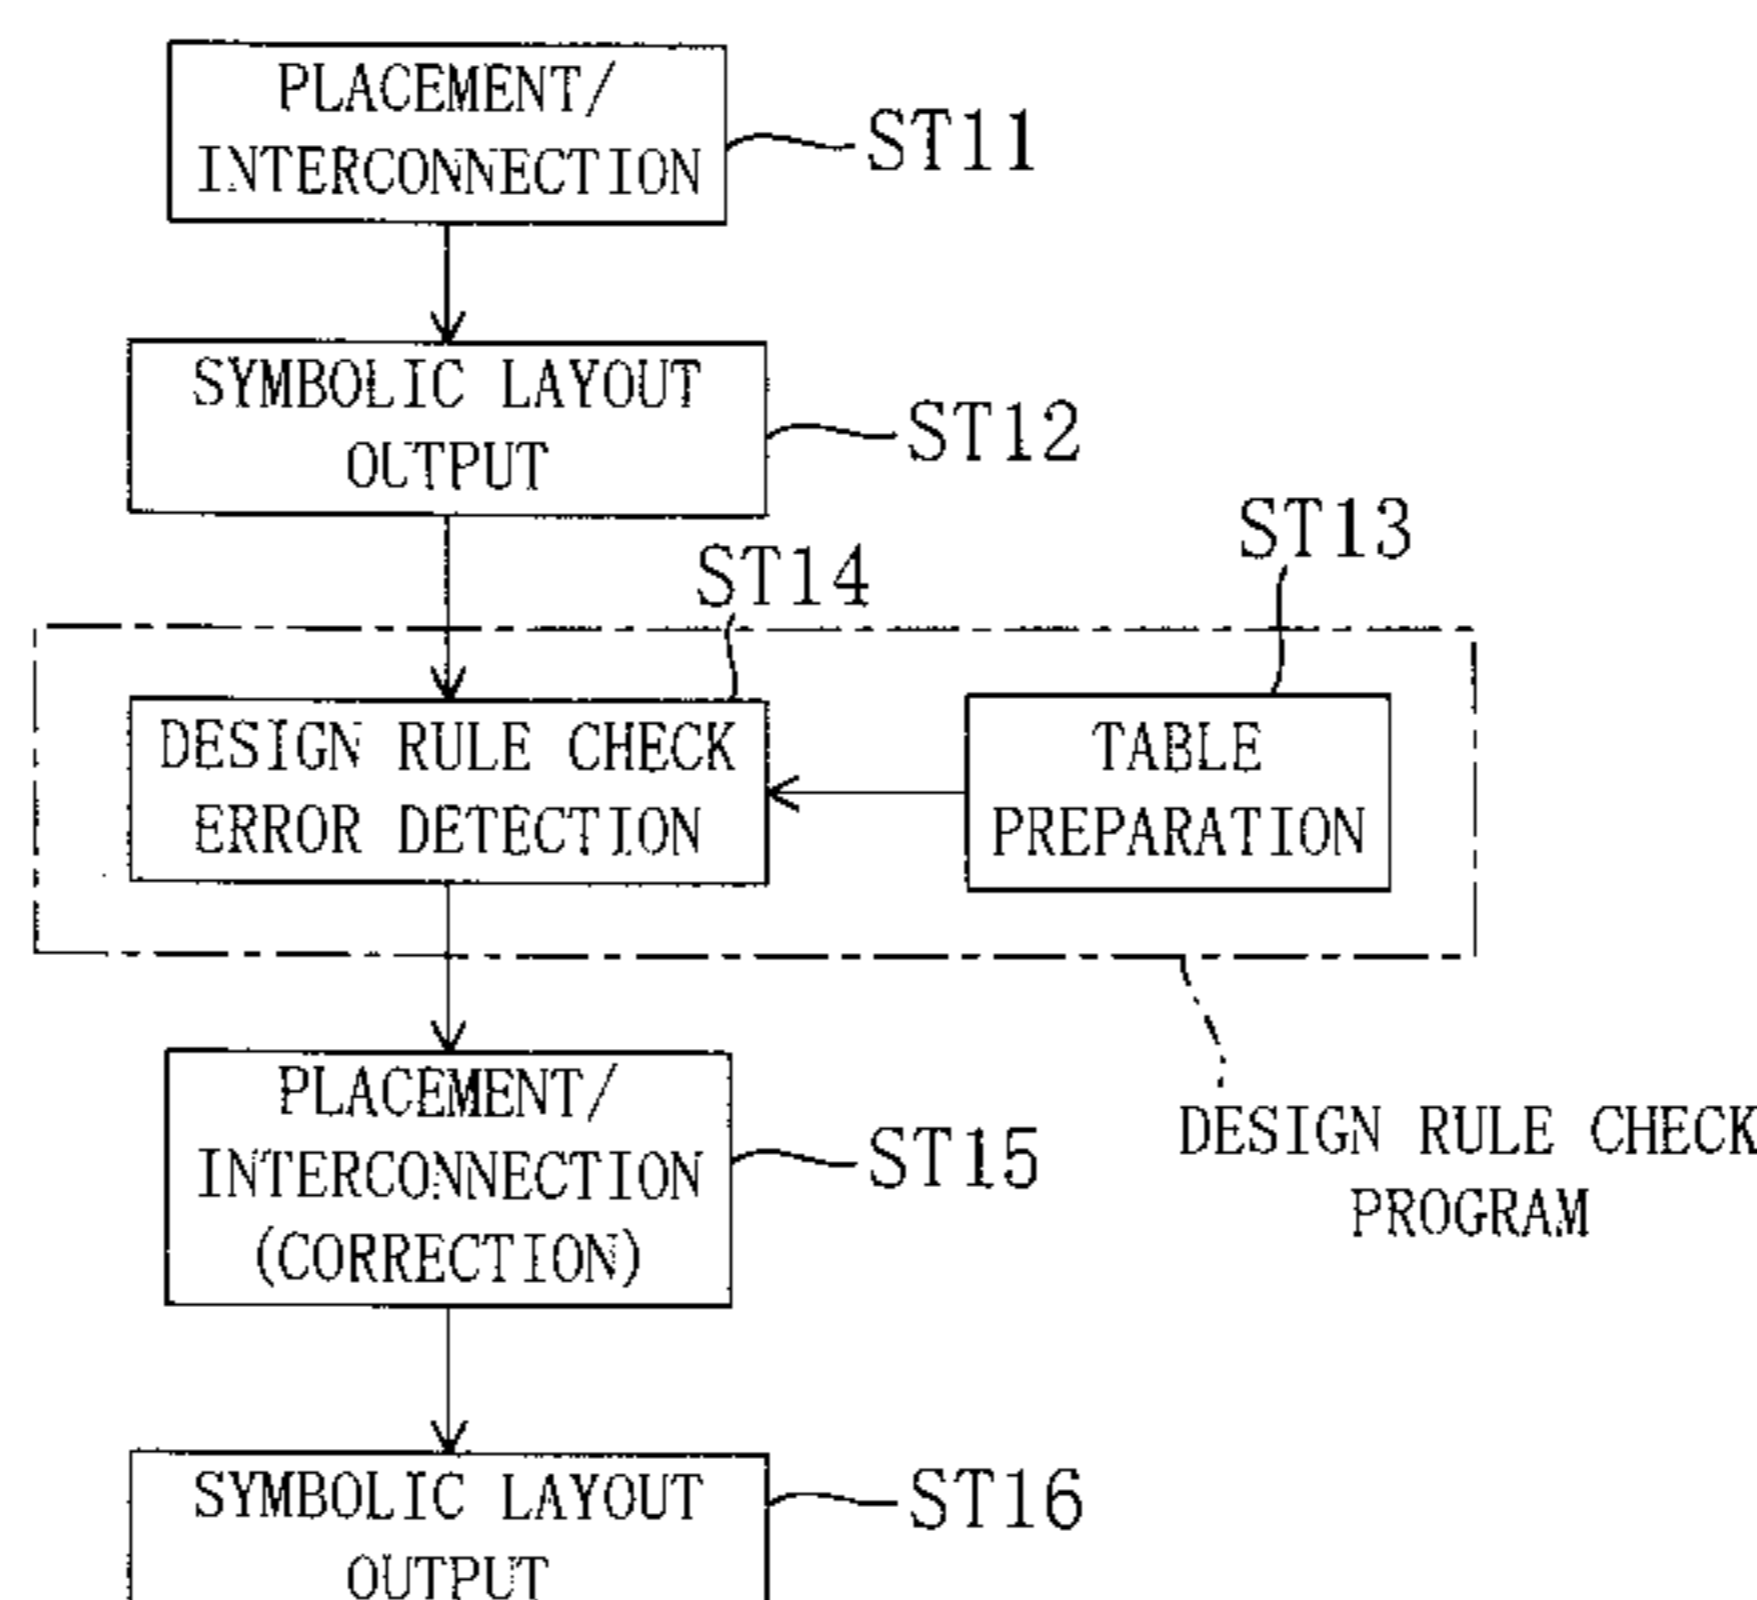 PLACEMENT/
INTERCONNECTION
ST11
SYMBOLIC LAYOUT
OUTPUT
ST12
ST13
ST14
DESIGN RULE CHECK
ERROR DETECTION
TABLE
PREPARATION
PLACEMENT/
INTERCONNECTION
(CORRECTION)
ST15
DESIGN RULE CHECK
PROGRAM
SYMBOLIC LAYOUT
OUTPUT
ST16